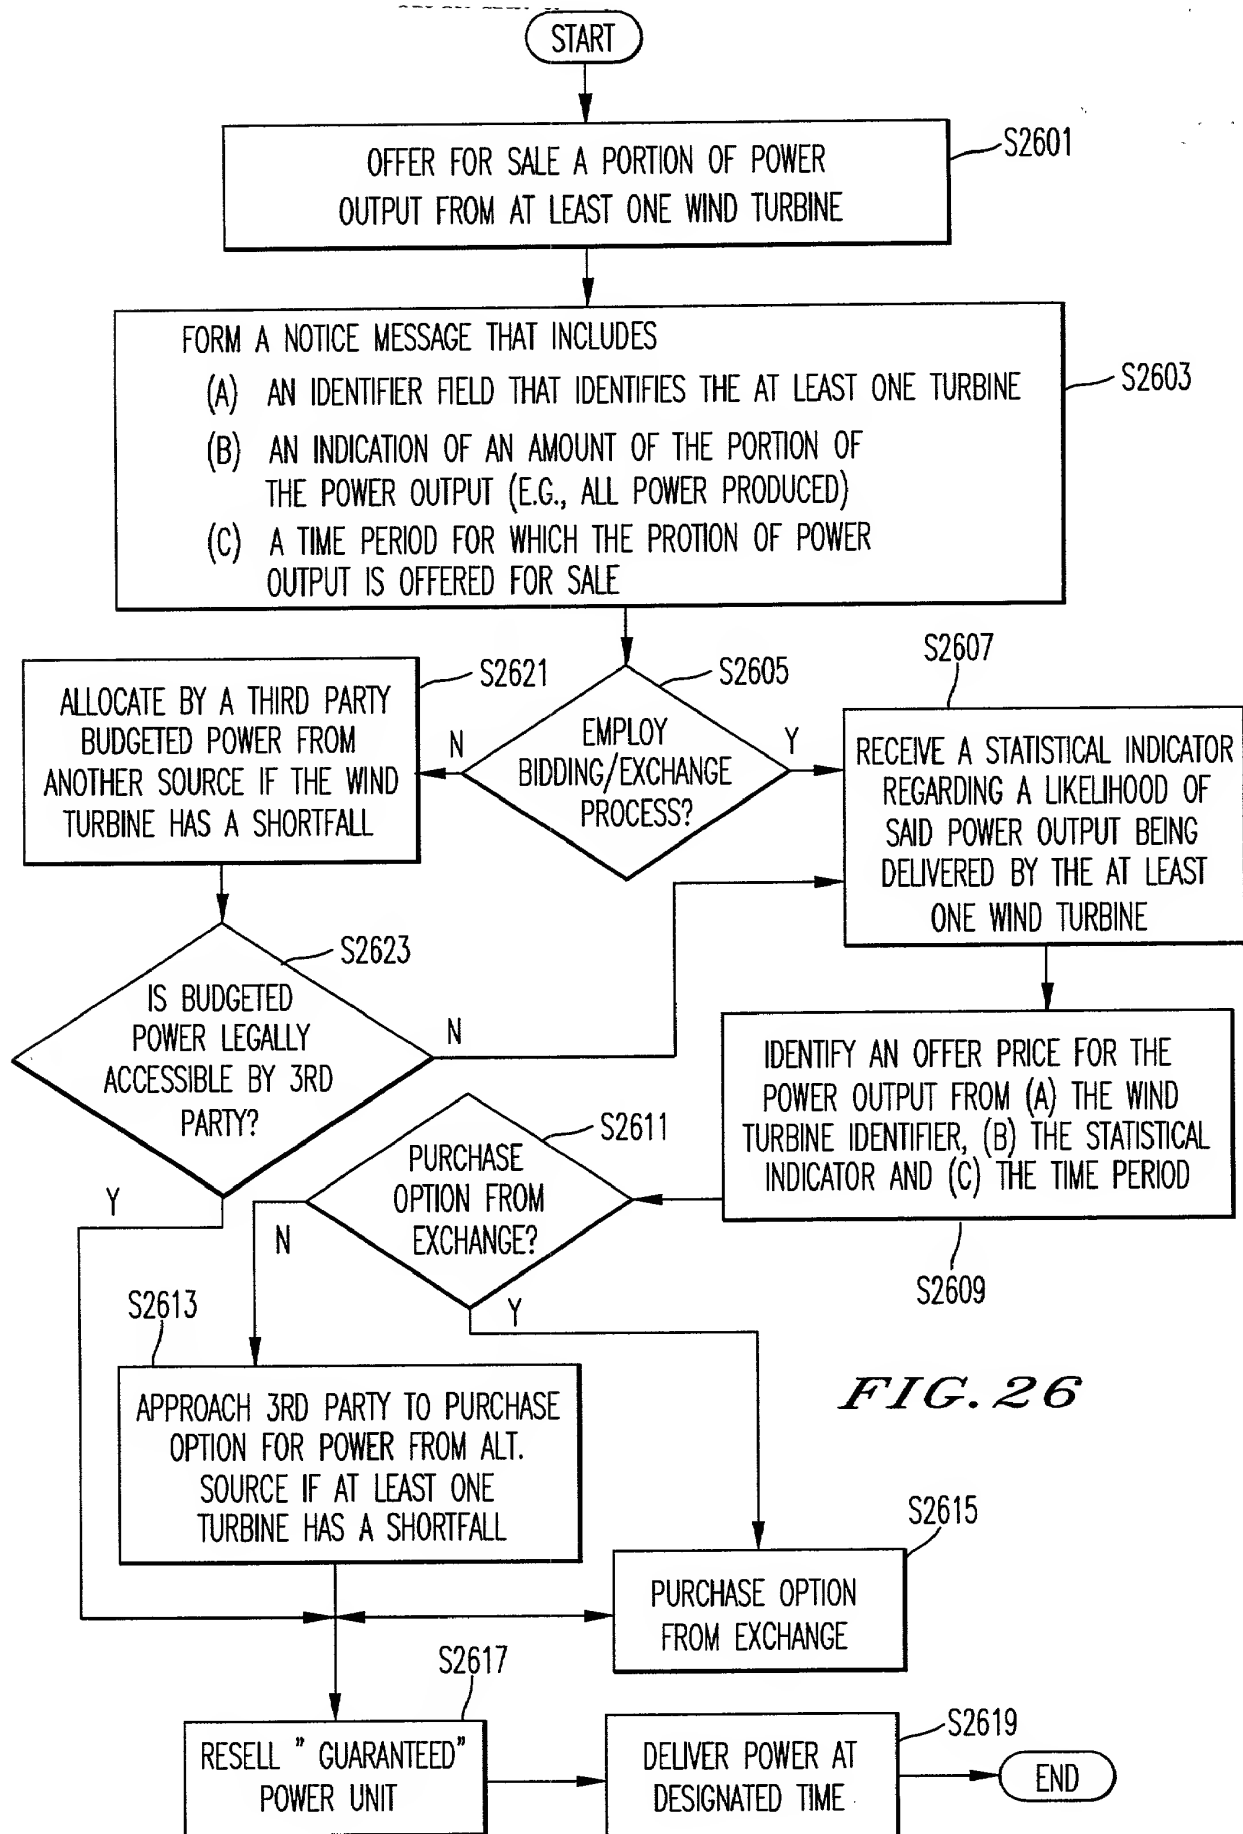 START
OFFER FOR SALE A PORTION OF POWER
OUTPUT FROM AT LEAST ONE WIND TURBINE
S2601
FORM A NOTICE MESSAGE THAT INCLUDES
(A) AN IDENTIFIER FIELD THAT IDENTIFIES THE AT LEAST ONE TURBINE
(B) AN INDICATION OF AN AMOUNT OF THE PORTION OF
THE POWER OUTPUT (E.G., ALL POWER PRODUCED)
(C) A TIME PERIOD FOR WHICH THE PROTION OF POWER
OUTPUT IS OFFERED FOR SALE
S2603
S2605
EMPLOY
BIDDING/EXCHANGE
PROCESS?
N
Y
S2621
ALLOCATE BY A THIRD PARTY
BUDGETED POWER FROM
ANOTHER SOURCE IF THE WIND
TURBINE HAS A SHORTFALL
S2607
RECEIVE A STATISTICAL INDICATOR
REGARDING A LIKELIHOOD OF
SAID POWER OUTPUT BEING
DELIVERED BY THE AT LEAST
ONE WIND TURBINE
S2623
IS BUDGETED
POWER LEGALLY
ACCESSIBLE BY 3RD
PARTY?
N
Y
IDENTIFY AN OFFER PRICE FOR THE
POWER OUTPUT FROM (A) THE WIND
TURBINE IDENTIFIER, (B) THE STATISTICAL
INDICATOR AND (C) THE TIME PERIOD
S2609
S2611
PURCHASE
OPTION FROM
EXCHANGE?
N
Y
S2613
APPROACH 3RD PARTY TO PURCHASE
OPTION FOR POWER FROM ALT.
SOURCE IF AT LEAST ONE
TURBINE HAS A SHORTFALL
FIG. 26
S2615
PURCHASE OPTION
FROM EXCHANGE
S2617
RESELL " GUARANTEED"
POWER UNIT
S2619
DELIVER POWER AT
DESIGNATED TIME
END